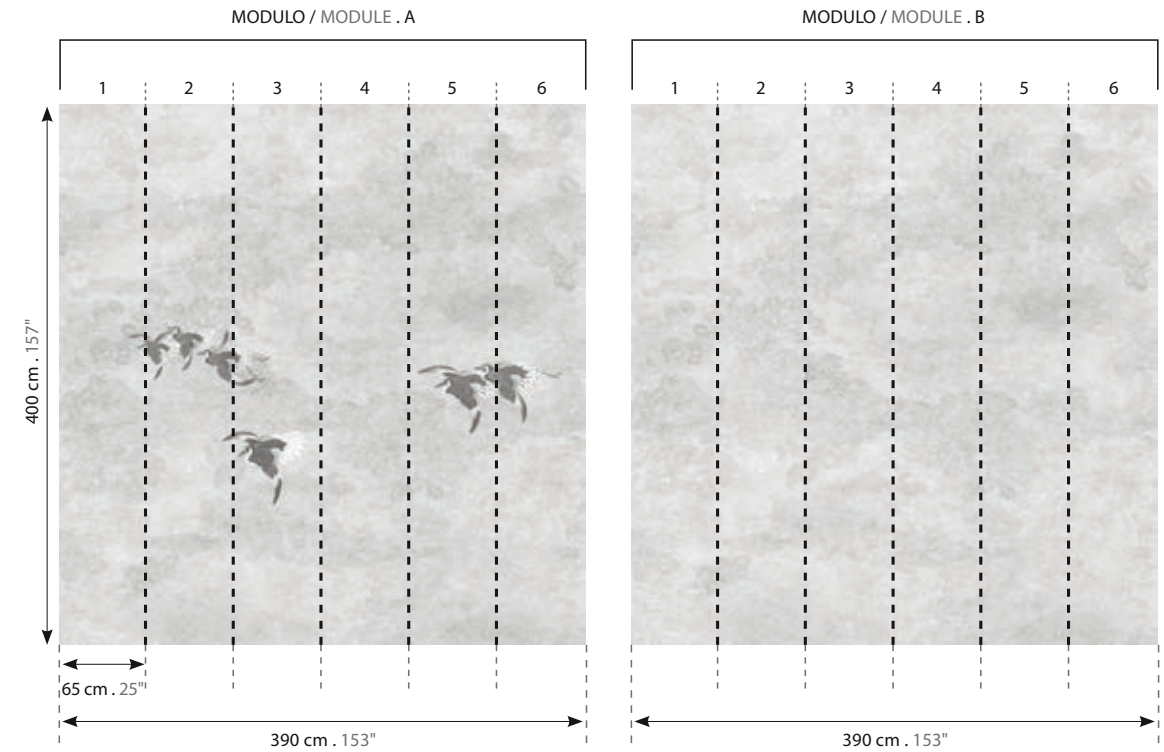 MODULO / MODULE . A
1 2 3 4 5 6
400 cm . 157"
65 cm . 25"
390 cm . 153"
MODULO / MODULE . B
1 2 3 4 5 6
390 cm . 153"